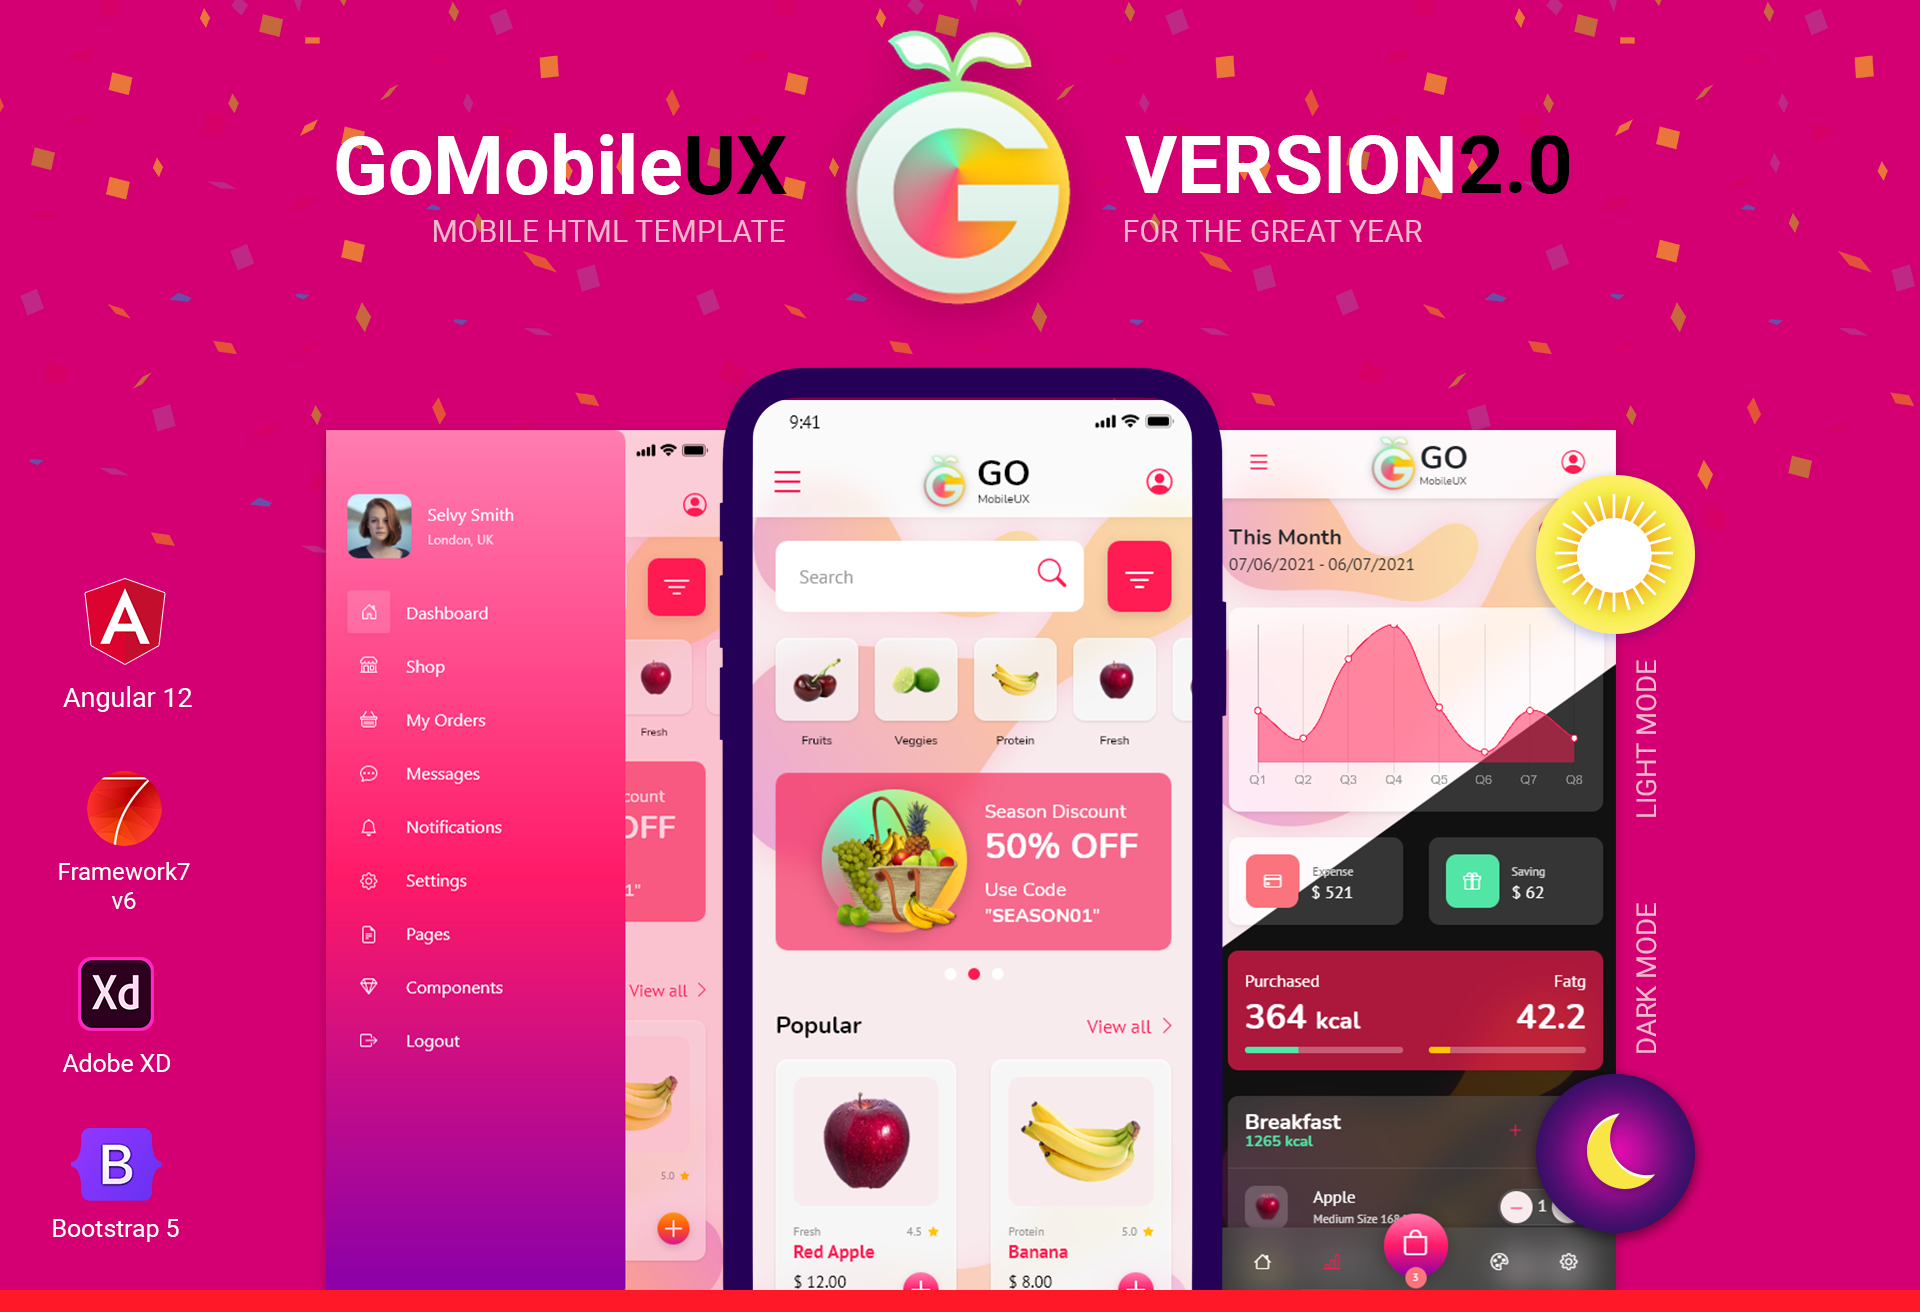 GoMobileUX
MOBILE HTML TEMPLATE
VERSION2.0
FOR THE GREAT YEAR
Angular 12
Framework7
v6
Xd
Adobe XD
B
Bootstrap 5
Selvy Smith
London, UK
Dashboard
Shop
My Orders
Messages
Notifications
Settings
Pages
Components
Logout
Fresh
count
OFF
1"
View all
5.0
9:41
GO
MobileUX
Search
Fruits
Veggies
Protein
Fresh
Season Discount
50% OFF
Use Code
"SEASON01"
Popular
View all
Fresh
4.5
Red Apple
$ 12.00
Protein
5.0
Banana
$ 8.00
GO
MobileUX
This Month
07/06/2021 - 06/07/2021
Q1 Q2 Q3 Q4 Q5 Q6 Q7 Q8
Expense
$ 521
Saving
$ 62
Purchased
364 kcal
Fatg
42.2
Breakfast
1265 kcal
Apple
Medium Size
1
3
LIGHT MODE
DARK MODE